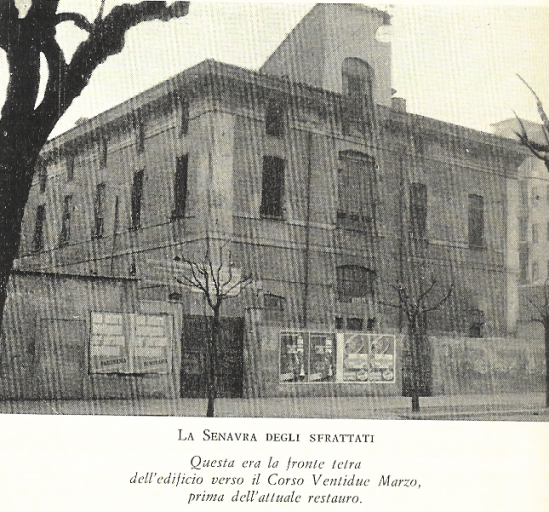 La Senavra degli sfrattati
Questa era la fronte tetra
dell'edificio verso il Corso Ventidue Marzo,
prima dell'attuale restauro.